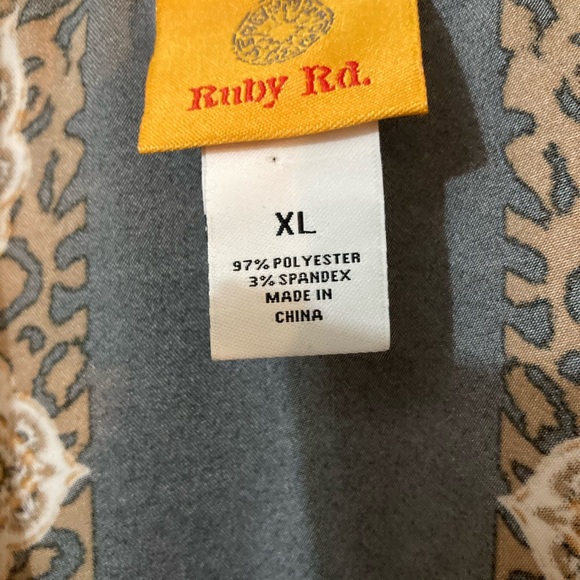 Ruby Rd.
XL
97% POLYESTER
3% SPANDEX
MADE IN
CHINA